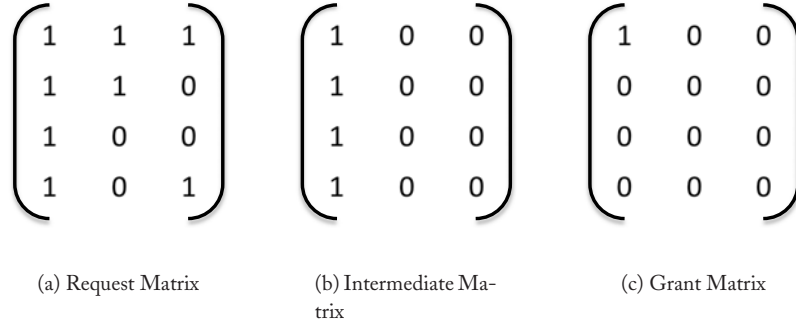 1 1 1 1 0 0 1 0 0
1 1 0 1 0 0 0 0 0
1 0 0 1 0 0 0 0 0
1 0 1 1 0 0 0 0 0
(a) Request Matrix (b) Intermediate Ma- (c) Grant Matrix
trix